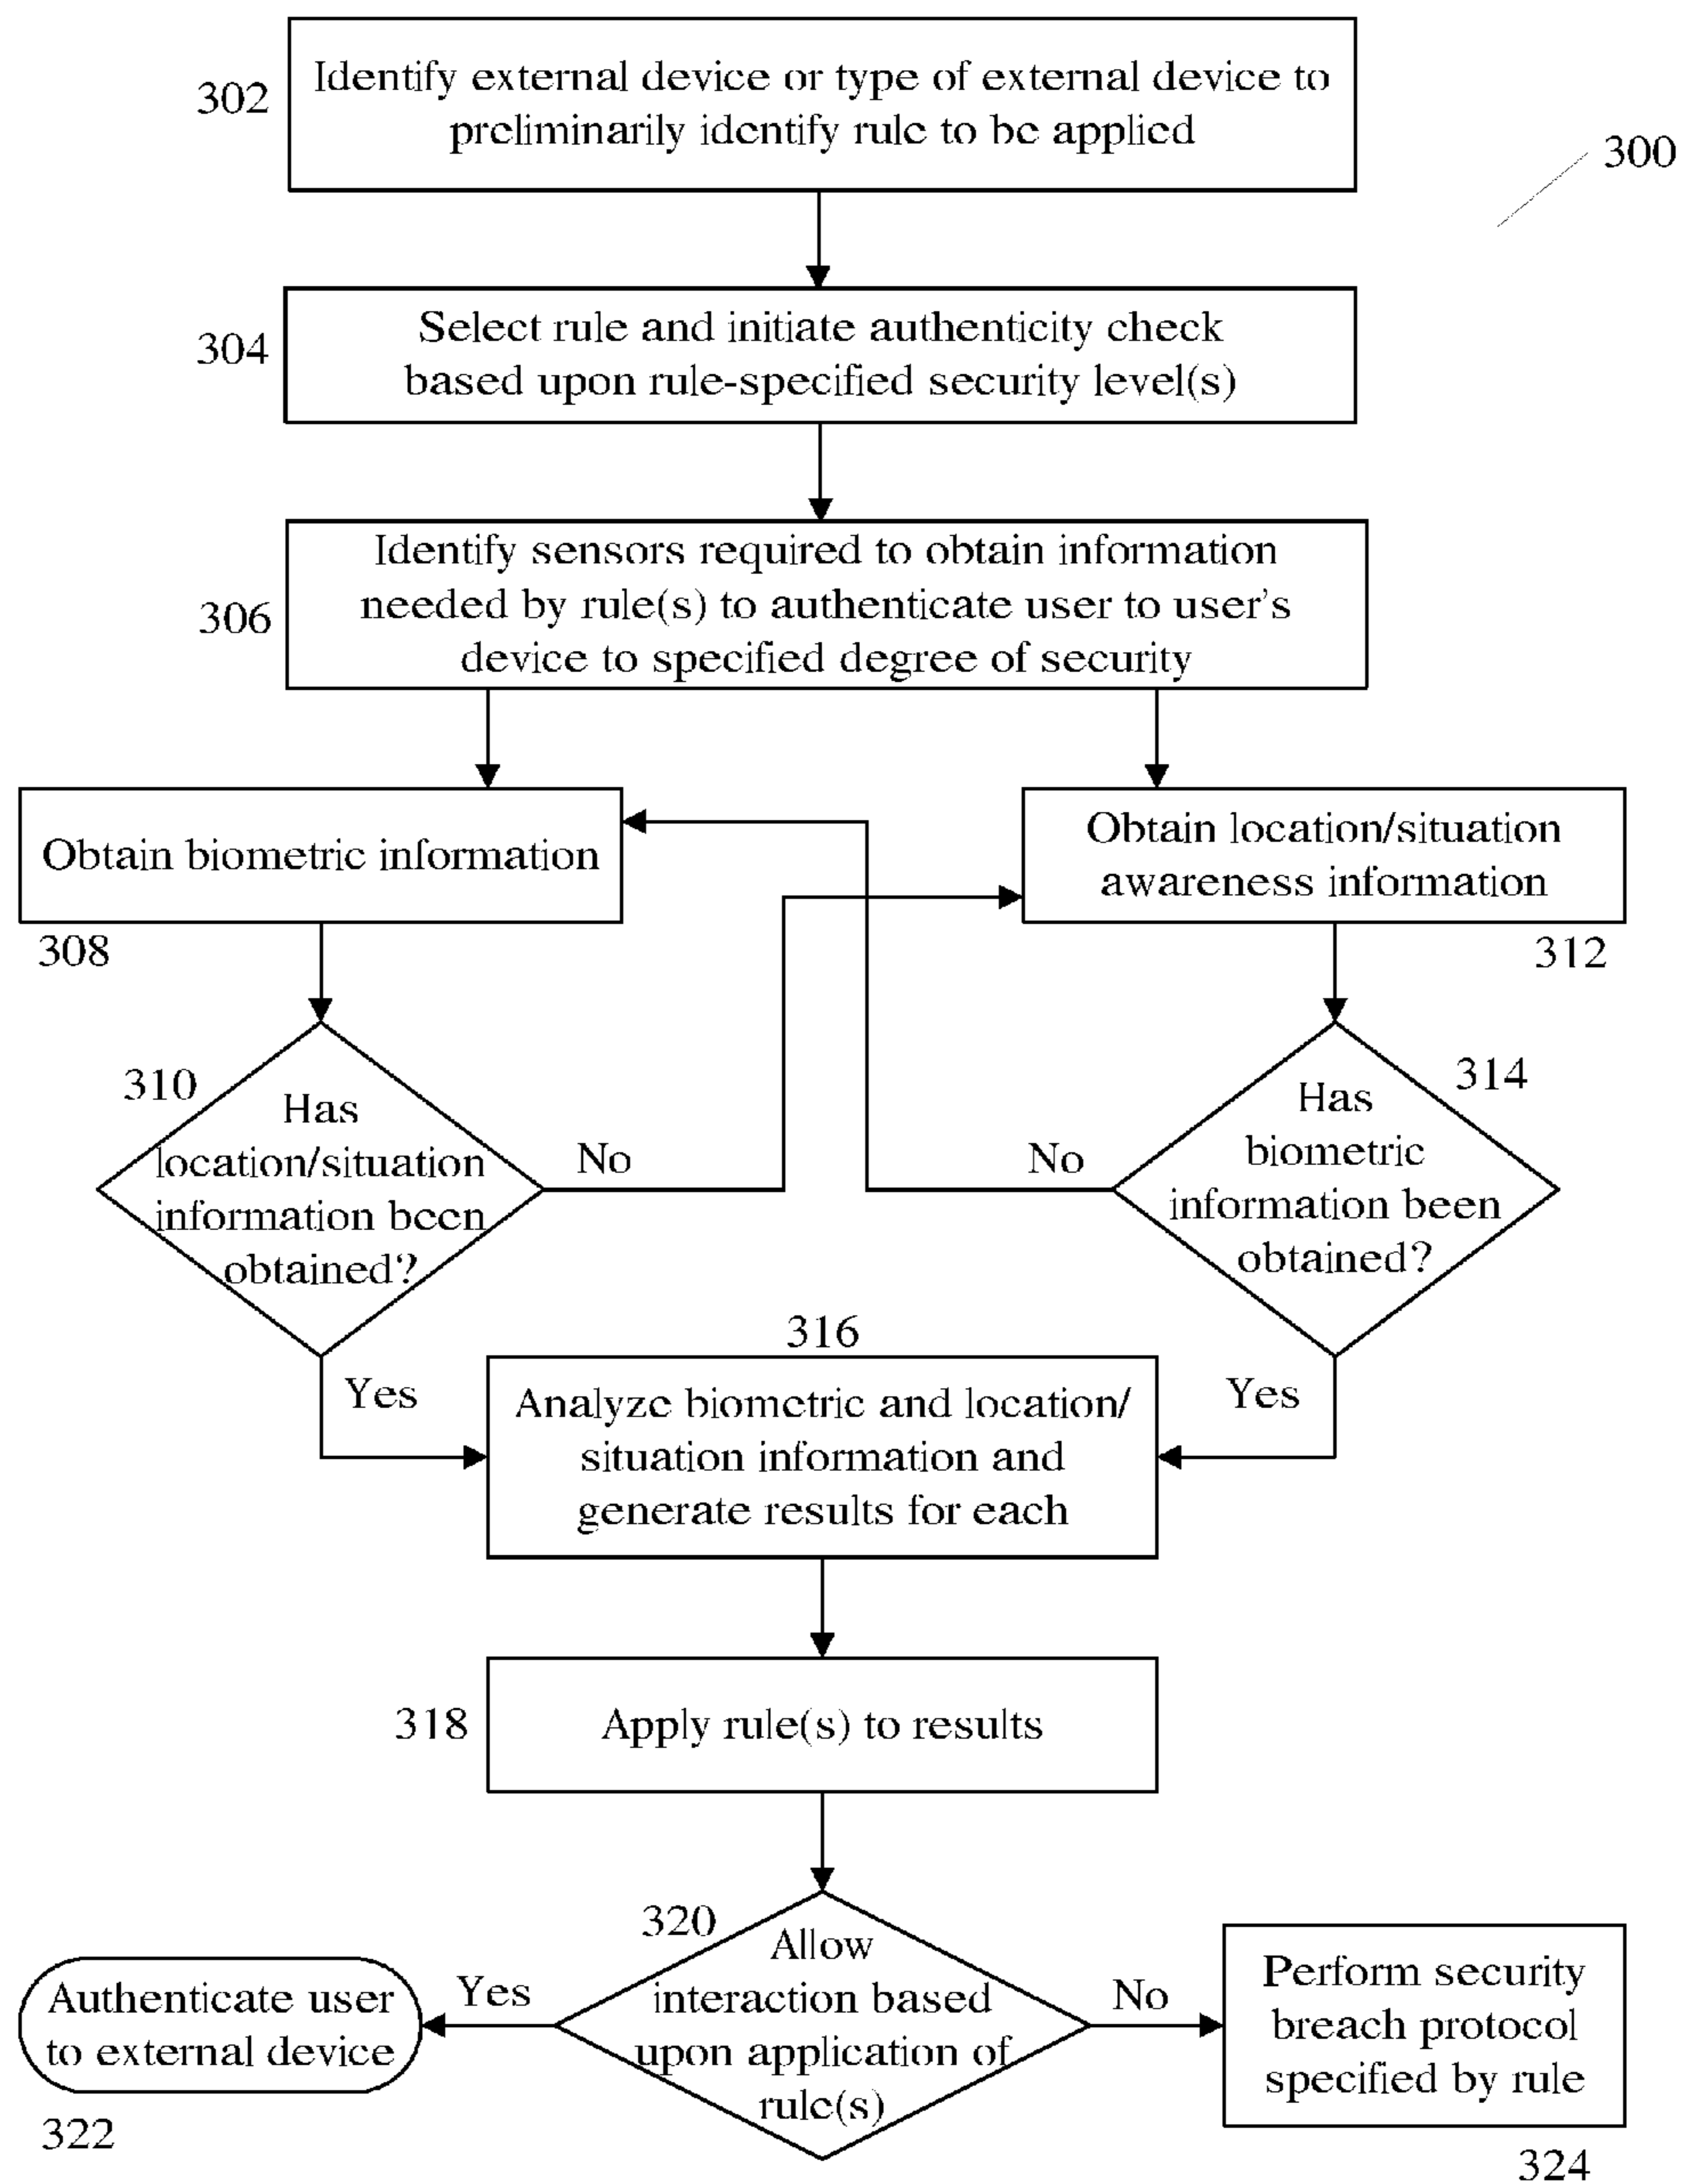 302
Identify external device or type of external device to
preliminarily identify rule to be applied
300
304
Select rule and initiate authenticity check
based upon rule-specified security level(s)
306
Identify sensors required to obtain information
needed by rule(s) to authenticate user to user's
device to specified degree of security
Obtain biometric information
308
Obtain location/situation
awareness information
312
310
Has
location/situation
information been
obtained?
No
Yes
314
Has
biometric
information been
obtained?
No
Yes
316
Analyze biometric and location/
situation information and
generate results for each
318
Apply rule(s) to results
320
Allow
interaction based
upon application of
rule(s)
Yes
No
Authenticate user
to external device
322
Perform security
breach protocol
specified by rule
324